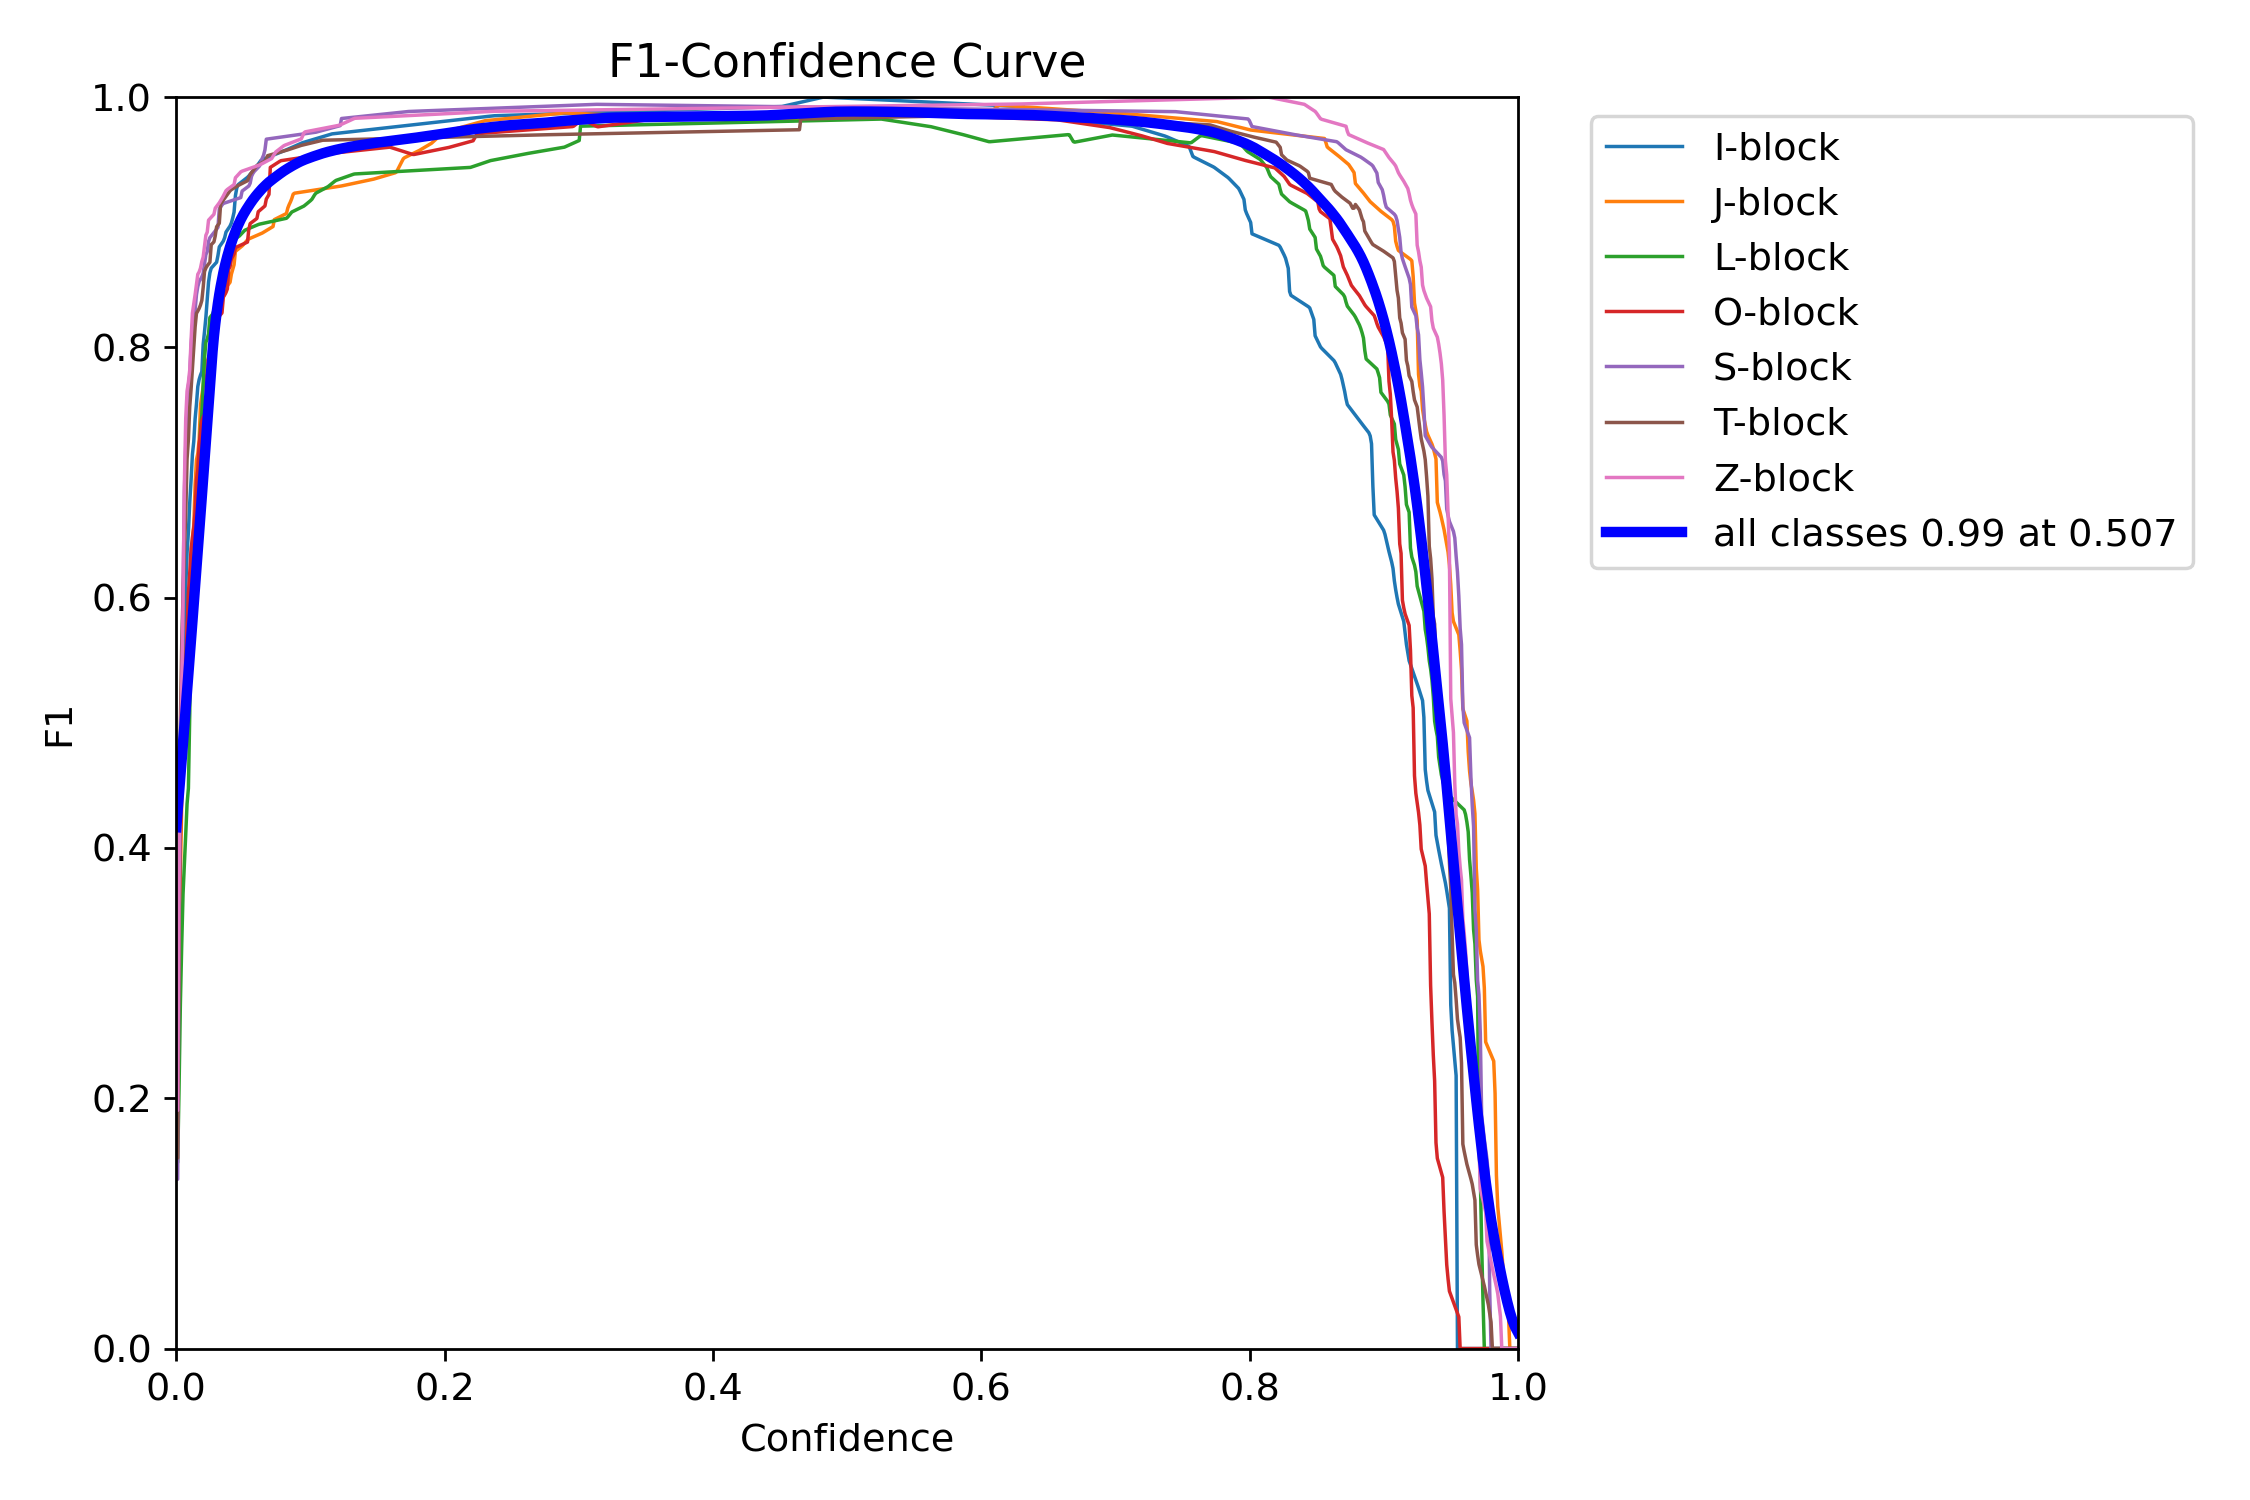 F1-Confidence Curve
1.0
0.8
0.6
0.4
0.2
0.0
F1
0.0 0.2 0.4 0.6 0.8 1.0
Confidence
I-block
J-block
L-block
O-block
S-block
T-block
Z-block
all classes 0.99 at 0.507